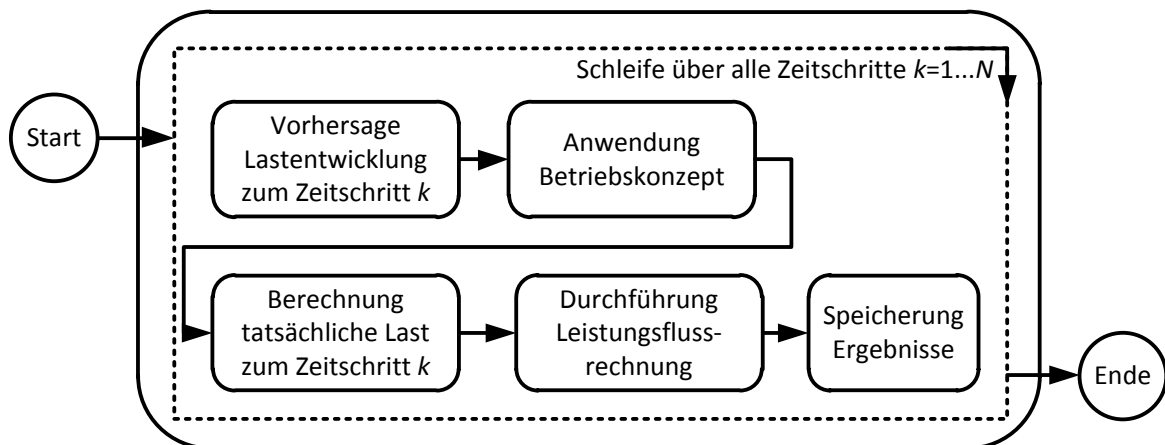 Schleife über alle Zeitschritte k=1...N
Start
Vorhersage
Lastentwicklung
zum Zeitschritt k
Anwendung
Betriebskonzept
Berechnung
tatsächliche Last
zum Zeitschritt k
Durchführung
Leistungsfluss-
rechnung
Speicherung
Ergebnisse
Ende